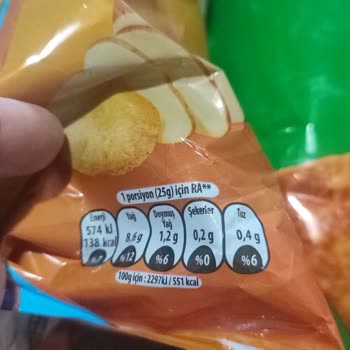 1 porsiyon (25g) için RA**
Enerji Yağ Doymuş Yağ Şekerler Tuz
574 kJ 8,6g 1,2 g 0,2 g 0,4 g
138 kcal
%7 %12 %6 %0 %6
100g için : 2297kJ / 551 kcal